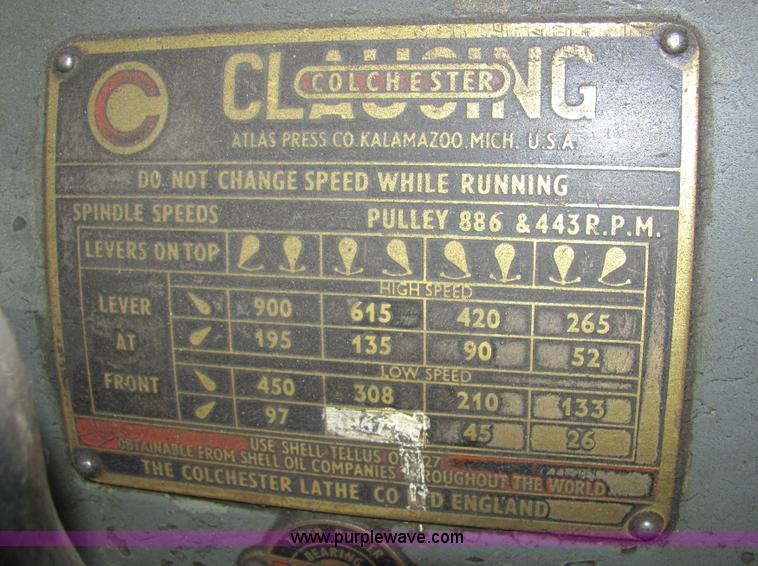 C CLAUSING
COLCHESTER
ATLAS PRESS CO. KALAMAZOO. MICH. U.S.A.
DO NOT CHANGE SPEED WHILE RUNNING
SPINDLE SPEEDS PULLEY 886 & 443 R.P.M.
LEVERS ON TOP
HIGH SPEED
LEVER 900 615 420 265
AT 195 135 90 52
LOW SPEED
FRONT 450 308 210 133
97 45 26
USE SHELL TELLUS 27
OBTAINABLE FROM SHELL OIL COMPANIES THROUGHOUT THE WORLD
THE COLCHESTER LATHE CO ENGLAND
BEARING
www.purplewave.com